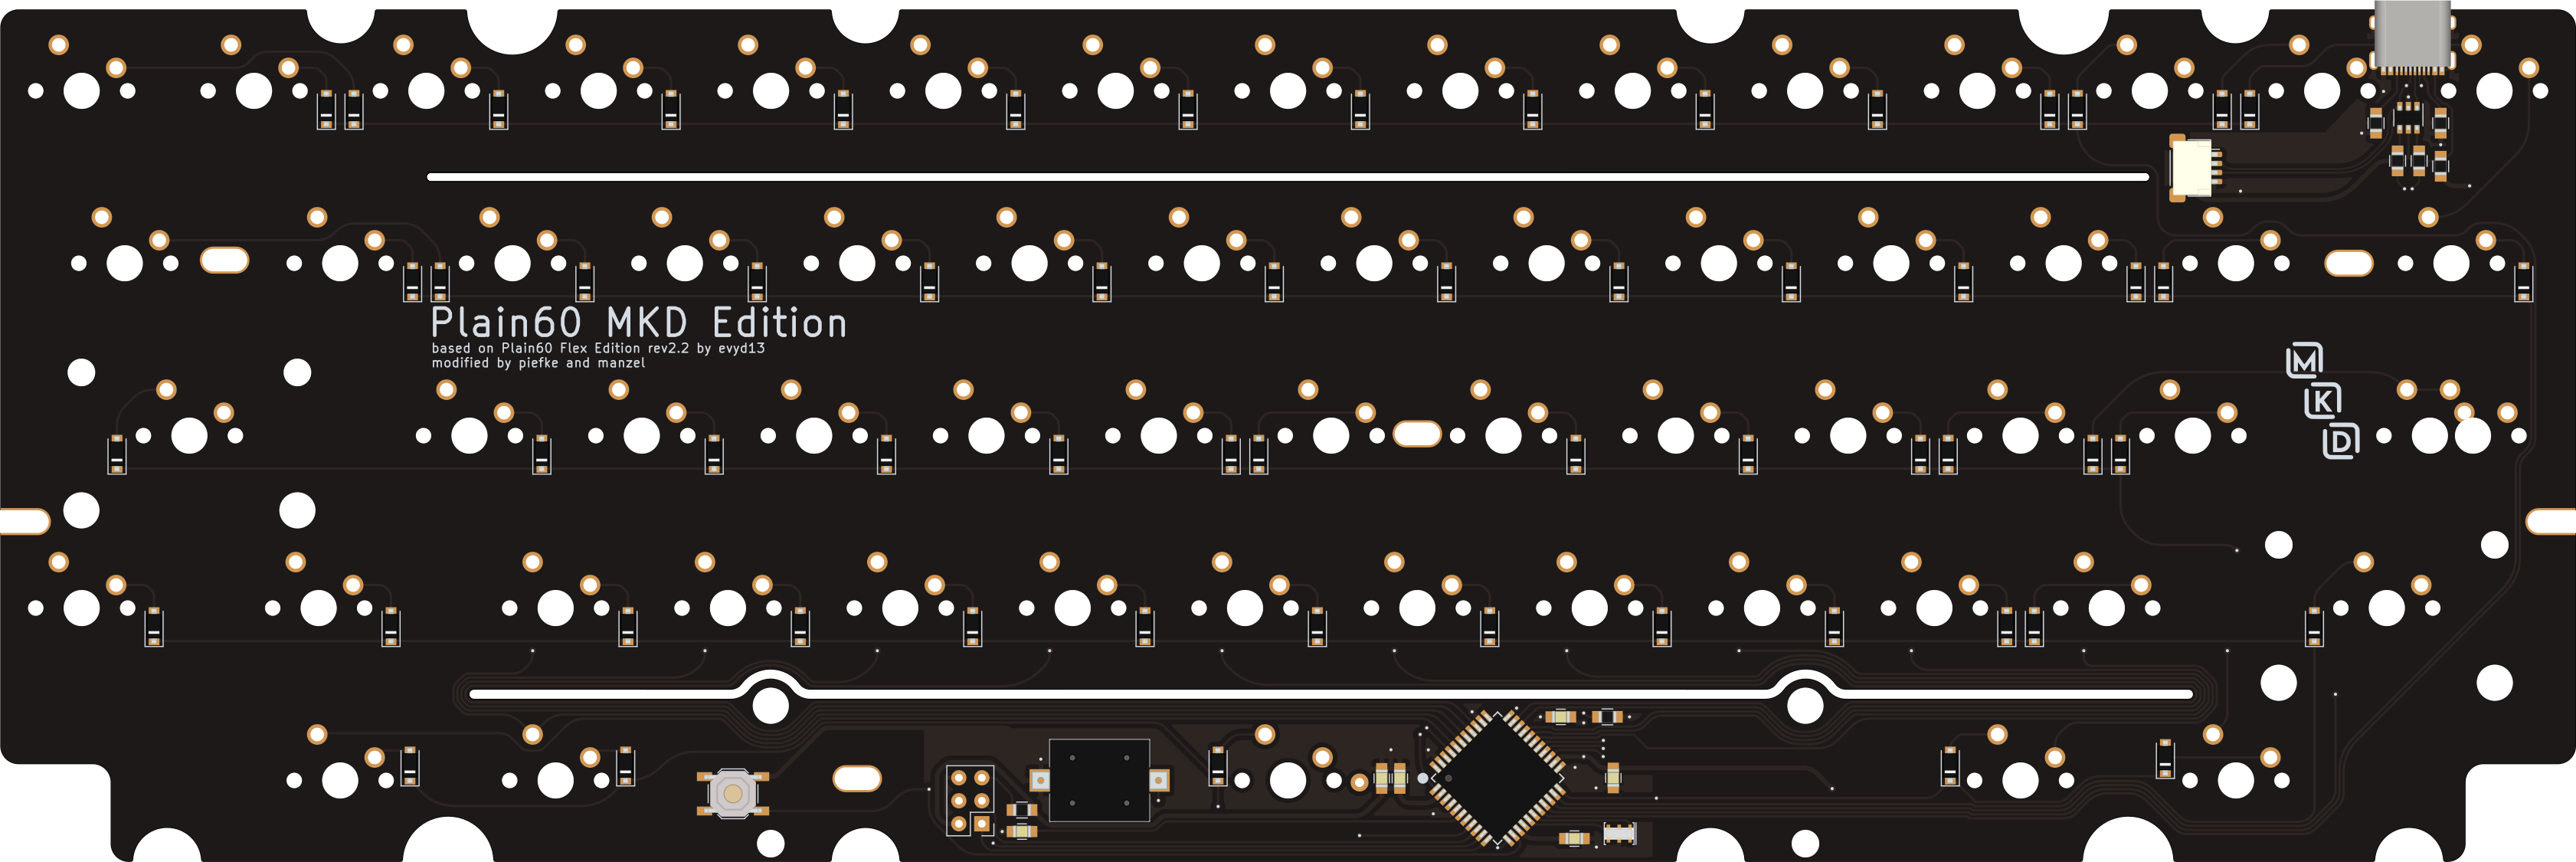 Plain60 MKD Edition
based on Plain60 Flex Edition rev2.2 by evyd13
modified by piefke and manzel
M
K
D